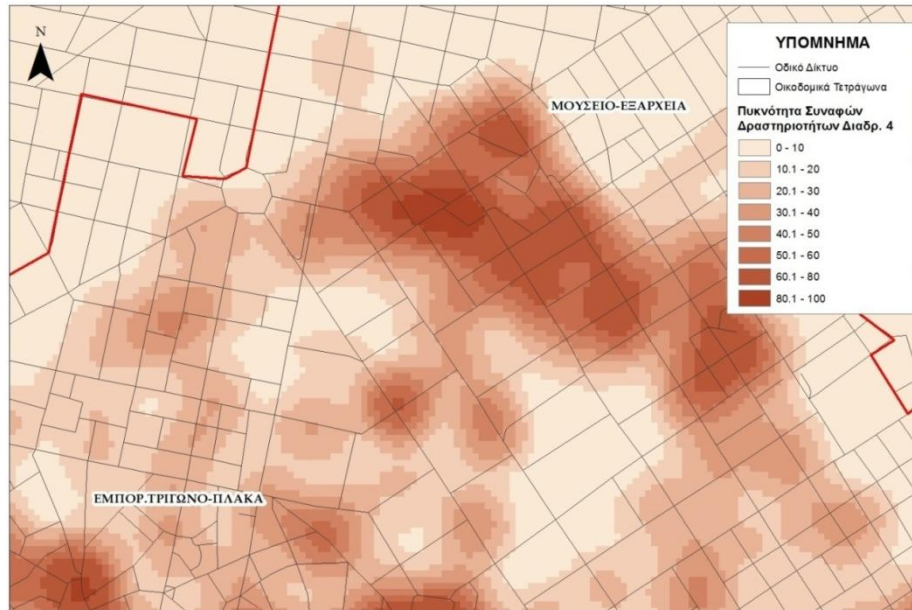 N
ΜΟΥΣΕΙΟ-ΕΞΑΡΧΕΙΑ
ΕΜΠΟΡ.ΤΡΙΓΩΝΟ-ΠΛΑΚΑ
ΥΠΟΜΝΗΜΑ
Οδικό Δίκτυο
Οικοδομικά Τετράγωνα
Πυκνότητα Συναφών
Δραστηριοτήτων Διαδρ. 4
0 - 10
10.1 - 20
20.1 - 30
30.1 - 40
40.1 - 50
50.1 - 60
60.1 - 80
80.1 - 100